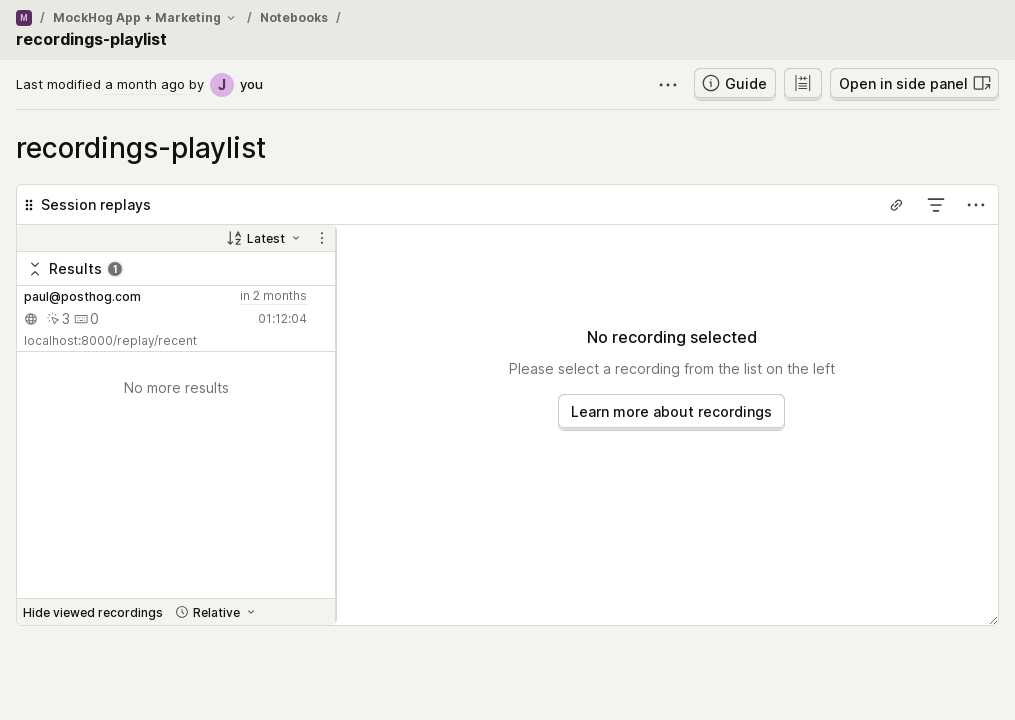 M / MockHog App + Marketing / Notebooks /
recordings-playlist
Last modified a month ago by J you
Guide
Open in side panel
recordings-playlist
Session replays
Latest
Results 1
paul@posthog.com in 2 months
3 0 01:12:04
localhost:8000/replay/recent
No more results
Hide viewed recordings Relative
No recording selected
Please select a recording from the list on the left
Learn more about recordings